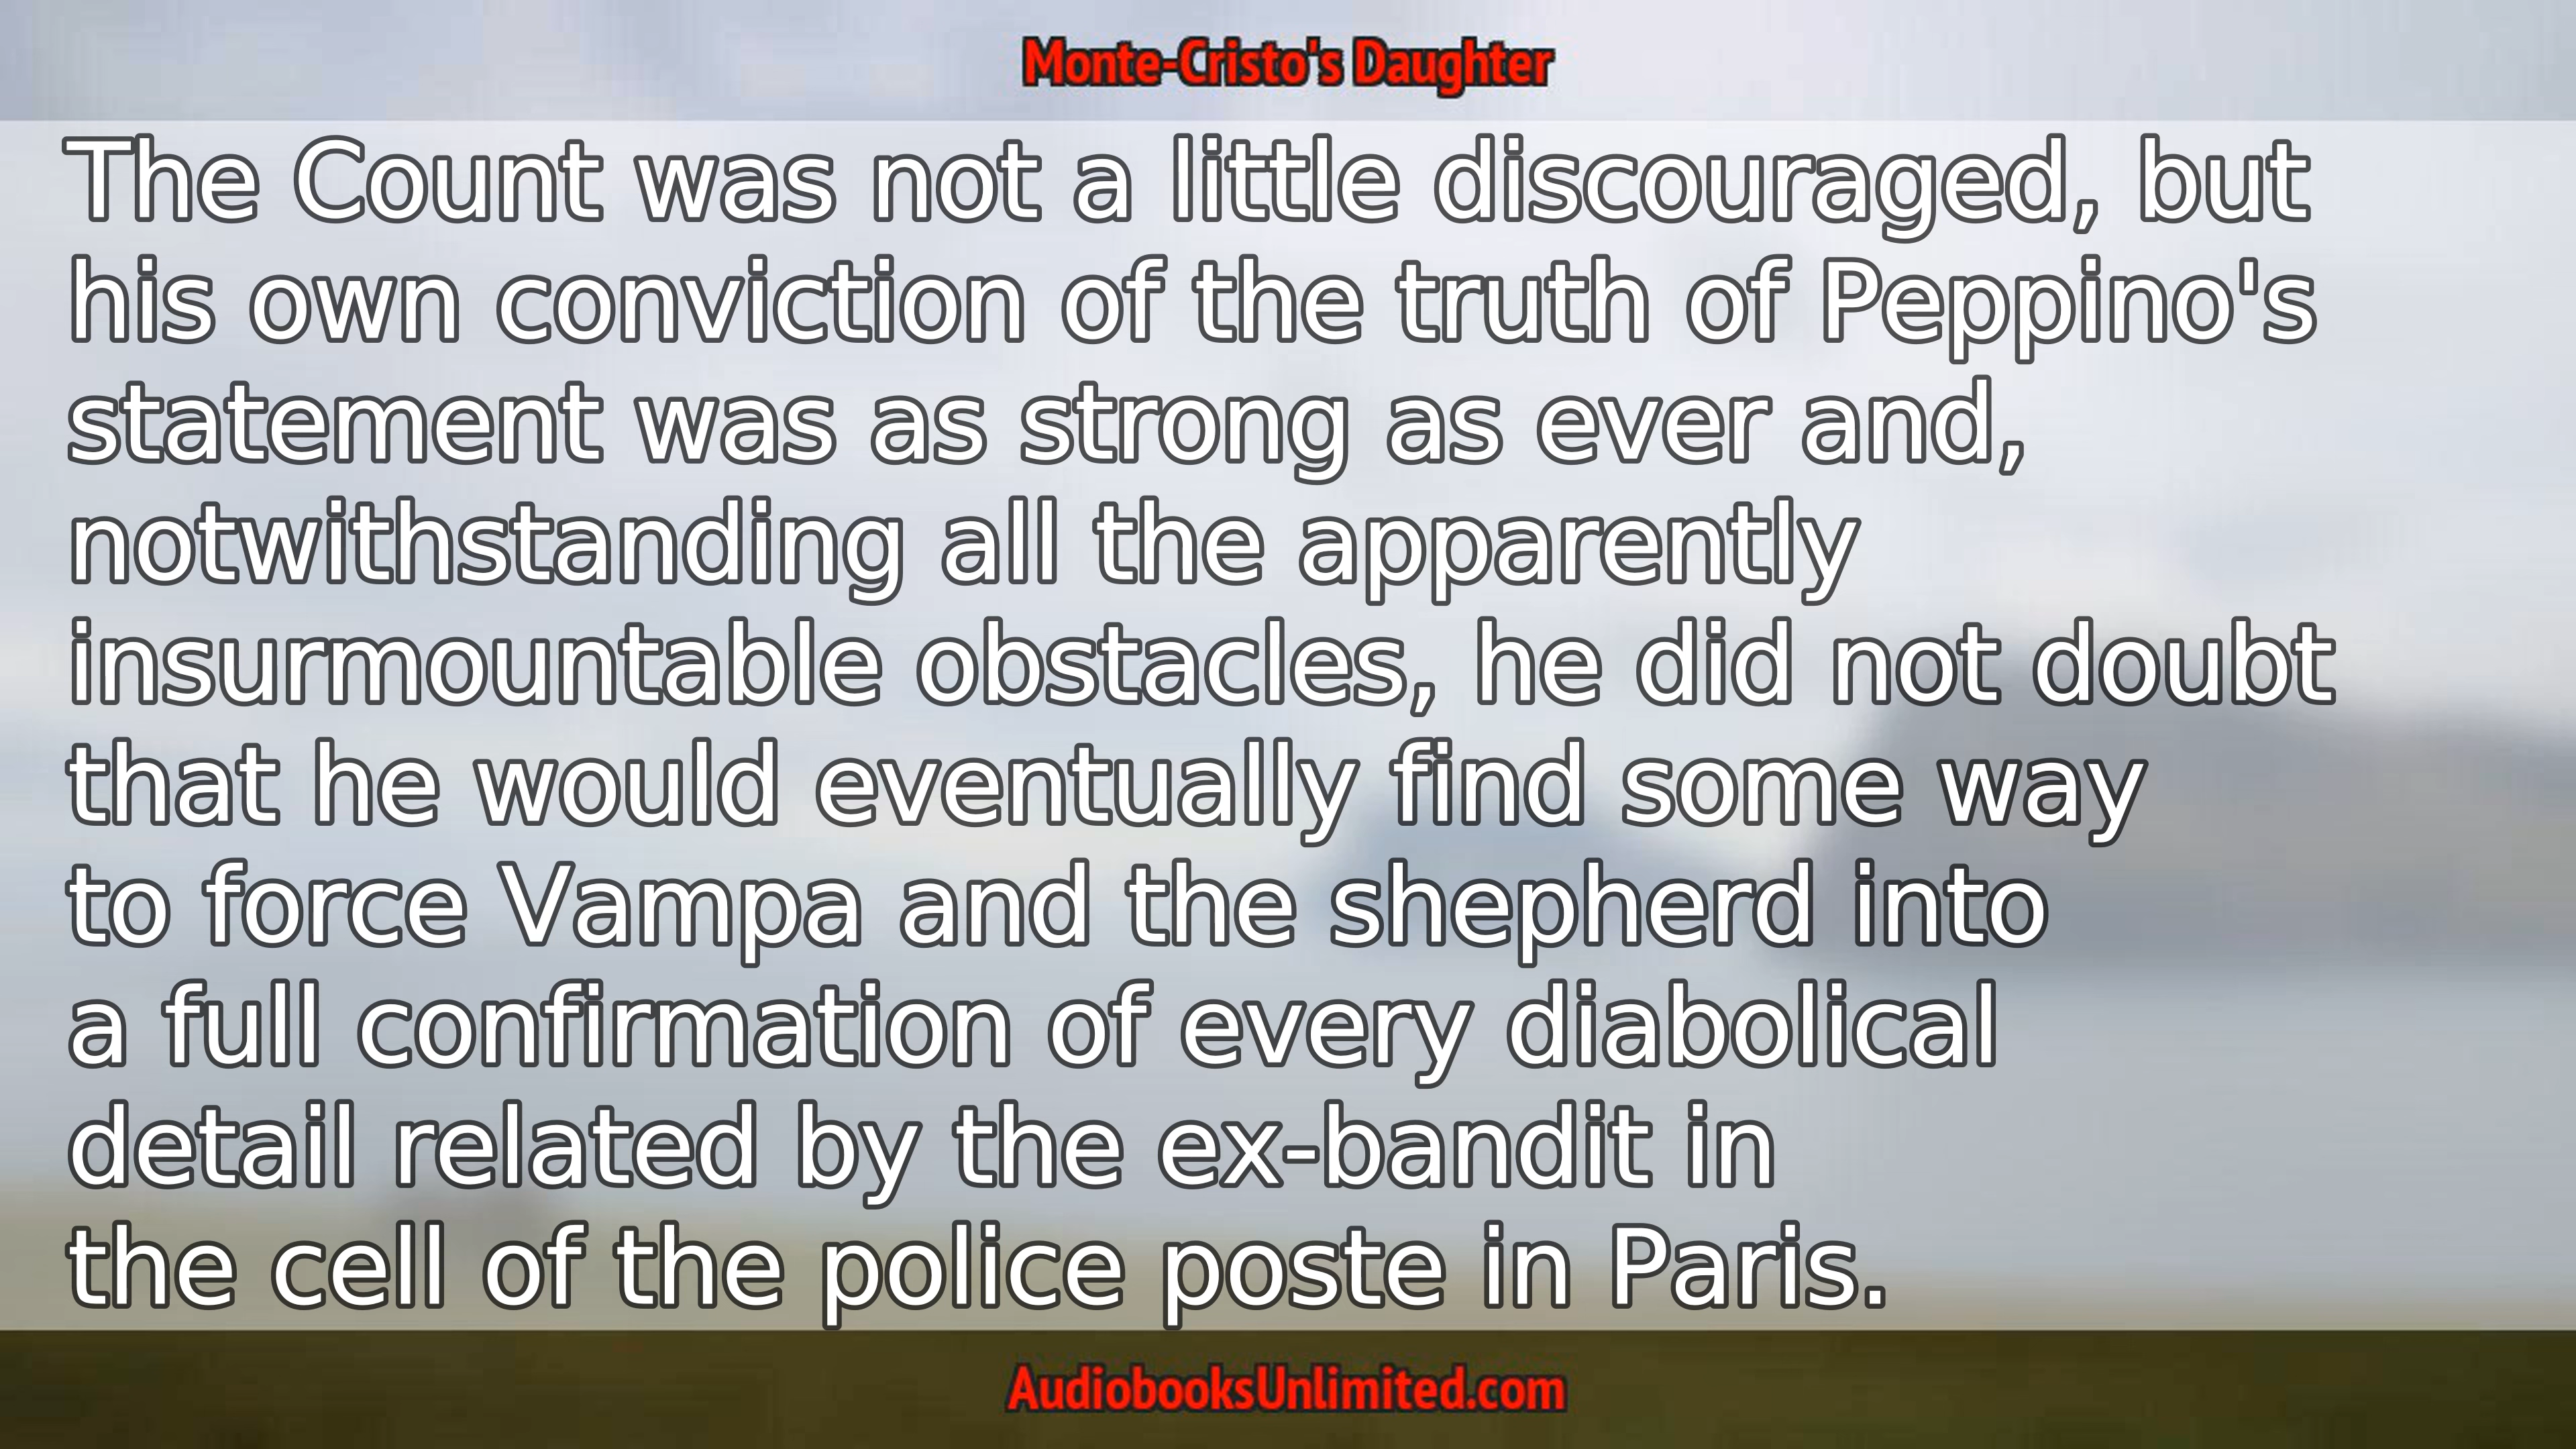 Monte-Cristo's Daughter
The Count was not a little discouraged, but
his own conviction of the truth of Peppino's
statement was as strong as ever and,
notwithstanding all the apparently
insurmountable obstacles, he did not doubt
that he would eventually find some way
to force Vampa and the shepherd into
a full confirmation of every diabolical
detail related by the ex-bandit in
the cell of the police poste in Paris.
AudiobooksUnlimited.com